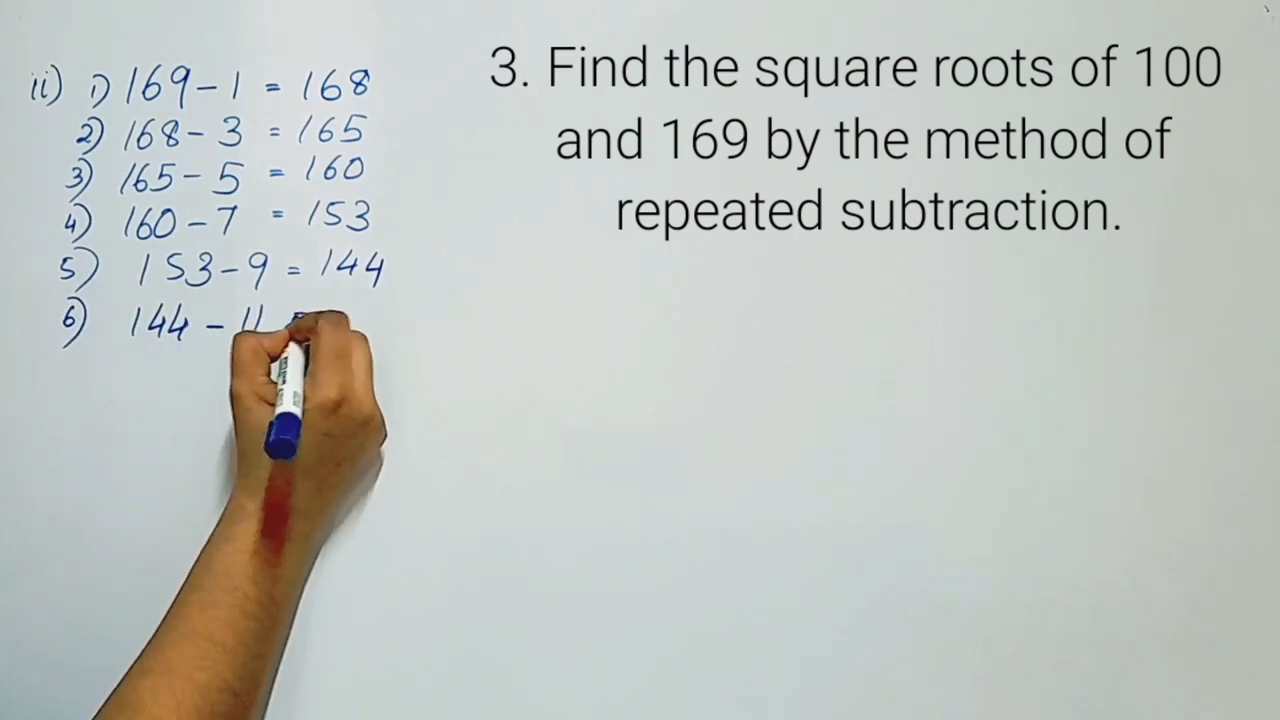 3. Find the square roots of 100
and 169 by the method of
repeated subtraction.
ii) 1) 169 - 1 = 168
2) 168 - 3 = 165
3) 165 - 5 = 160
4) 160 - 7 = 153
5) 153 - 9 = 144
6) 144 - 11 =